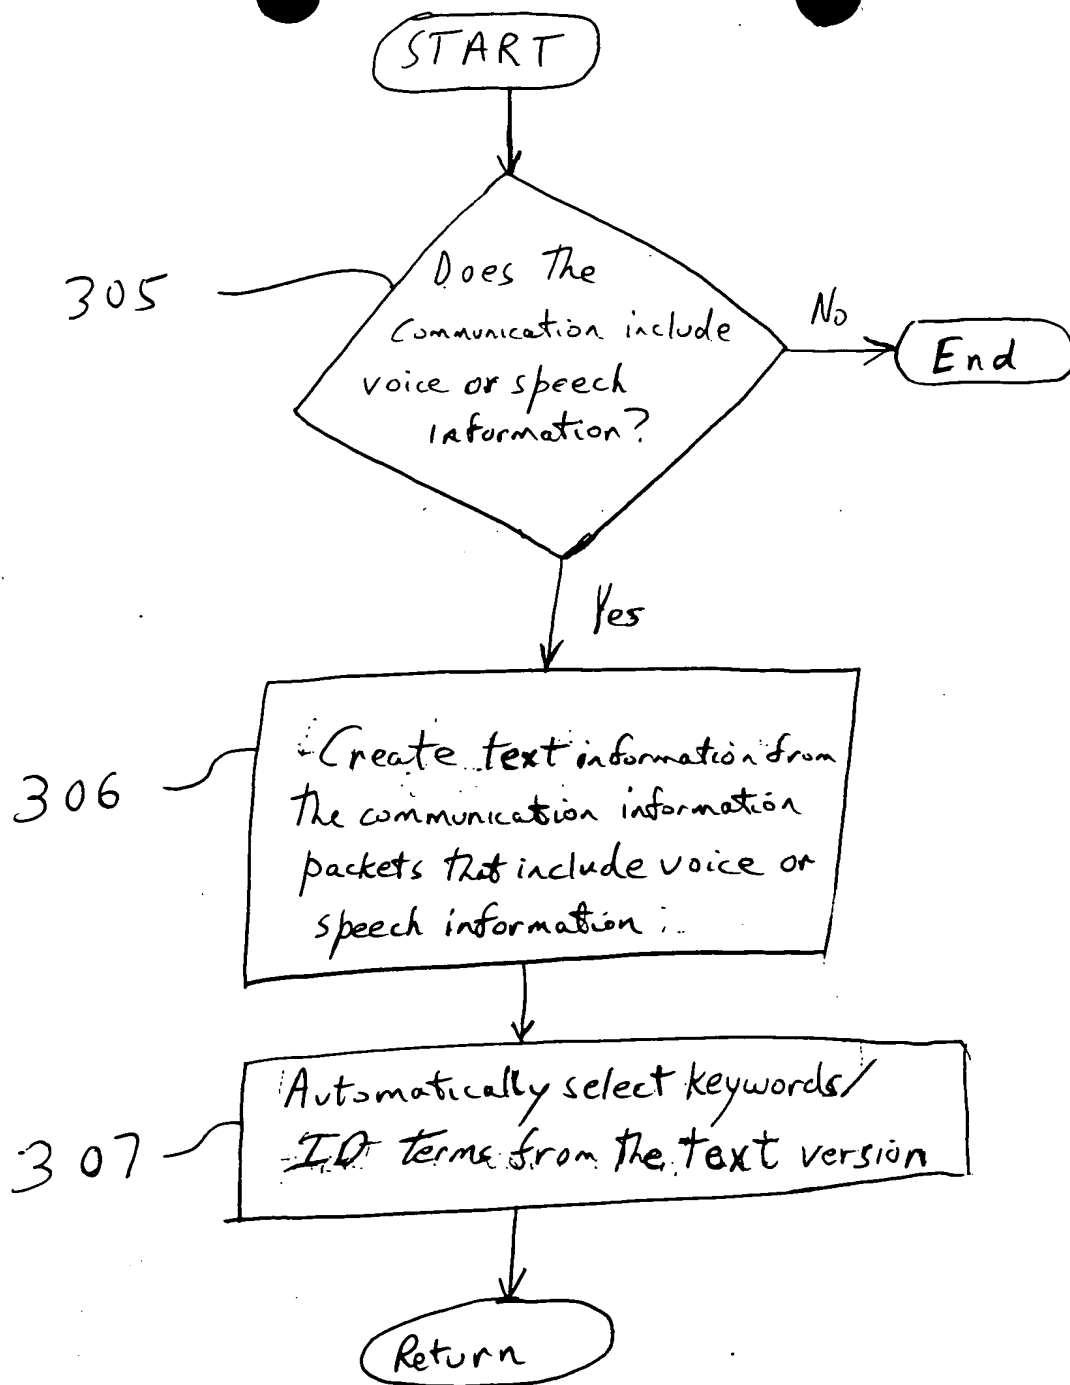 START
305
Does The
Communication include
voice or speech
information?
No
End
Yes
306
Create text information from
the communication information
packets that include voice or
speech information.
307
Automatically select keywords/
ID terms from the text version
Return